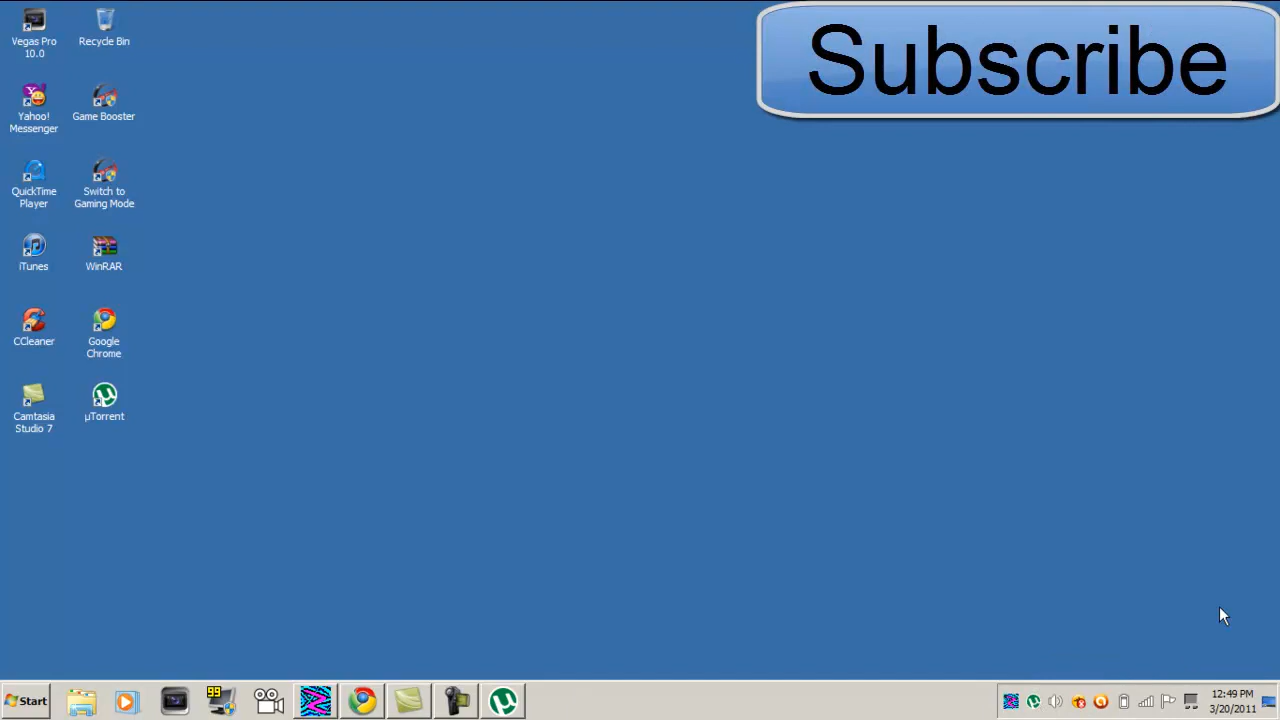 Subscribe
Vegas Pro
10.0
Recycle Bin
Yahoo!
Messenger
Game Booster
QuickTime
Player
Switch to
Gaming Mode
iTunes
WinRAR
CCleaner
Google
Chrome
Camtasia
Studio 7
µTorrent
Start
99
12:49 PM
3/20/2011